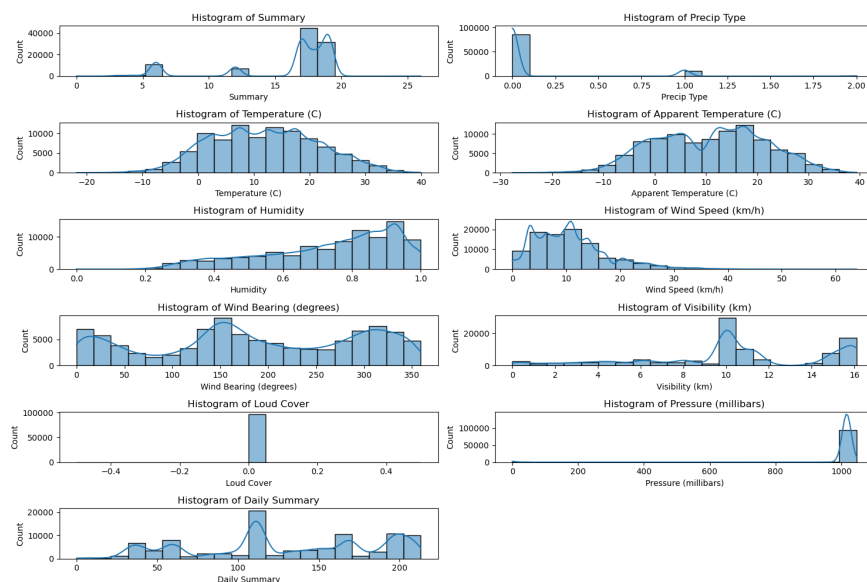 Histogram of Summary
Count
40000
20000
0
0 5 10 15 20 25
Summary
Histogram of Precip Type
Count
100000
50000
0
0.00 0.25 0.50 0.75 1.00 1.25 1.50 1.75 2.00
Precip Type
Histogram of Temperature (C)
Count
10000
5000
0
-20 -10 0 10 20 30 40
Temperature (C)
Histogram of Apparent Temperature (C)
Count
10000
5000
0
-30 -20 -10 0 10 20 30 40
Apparent Temperature (C)
Histogram of Humidity
Count
10000
0
0.0 0.2 0.4 0.6 0.8 1.0
Humidity
Histogram of Wind Speed (km/h)
Count
20000
10000
0
0 10 20 30 40 50 60
Wind Speed (km/h)
Histogram of Wind Bearing (degrees)
Count
5000
0
0 50 100 150 200 250 300 350
Wind Bearing (degrees)
Histogram of Visibility (km)
Count
20000
0
0 2 4 6 8 10 12 14 16
Visibility (km)
Histogram of Loud Cover
Count
100000
50000
0
−0.4 −0.2 0.0 0.2 0.4
Loud Cover
Histogram of Pressure (millibars)
Count
100000
50000
0
0 200 400 600 800 1000
Pressure (millibars)
Histogram of Daily Summary
Count
20000
10000
0
0 50 100 150 200
Daily Summary